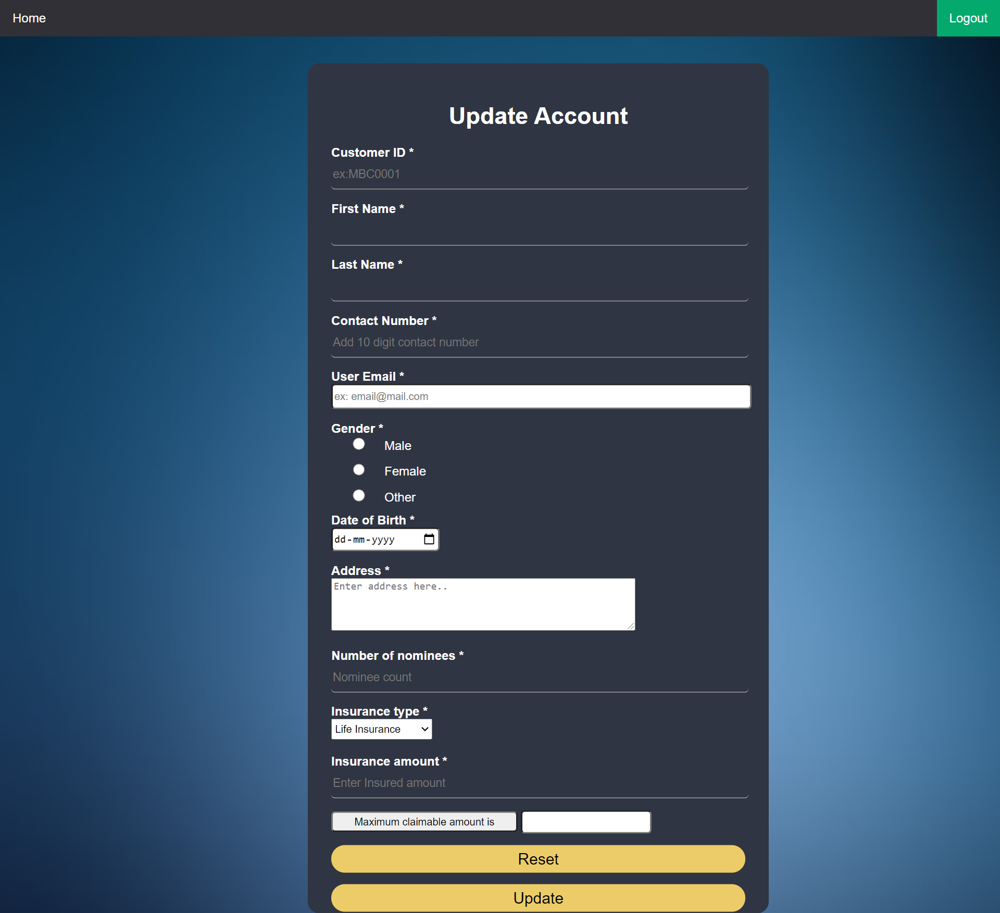 Home
Logout
Update Account
Customer ID *
ex:MBC0001
First Name *
Last Name *
Contact Number *
Add 10 digit contact number
User Email *
ex: email@mail.com
Gender *
Male
Female
Other
Date of Birth *
dd-mm-yyyy
Address *
Enter address here..
Number of nominees *
Nominee count
Insurance type *
Life Insurance
Insurance amount *
Enter Insured amount
Maximum claimable amount is
Reset
Update